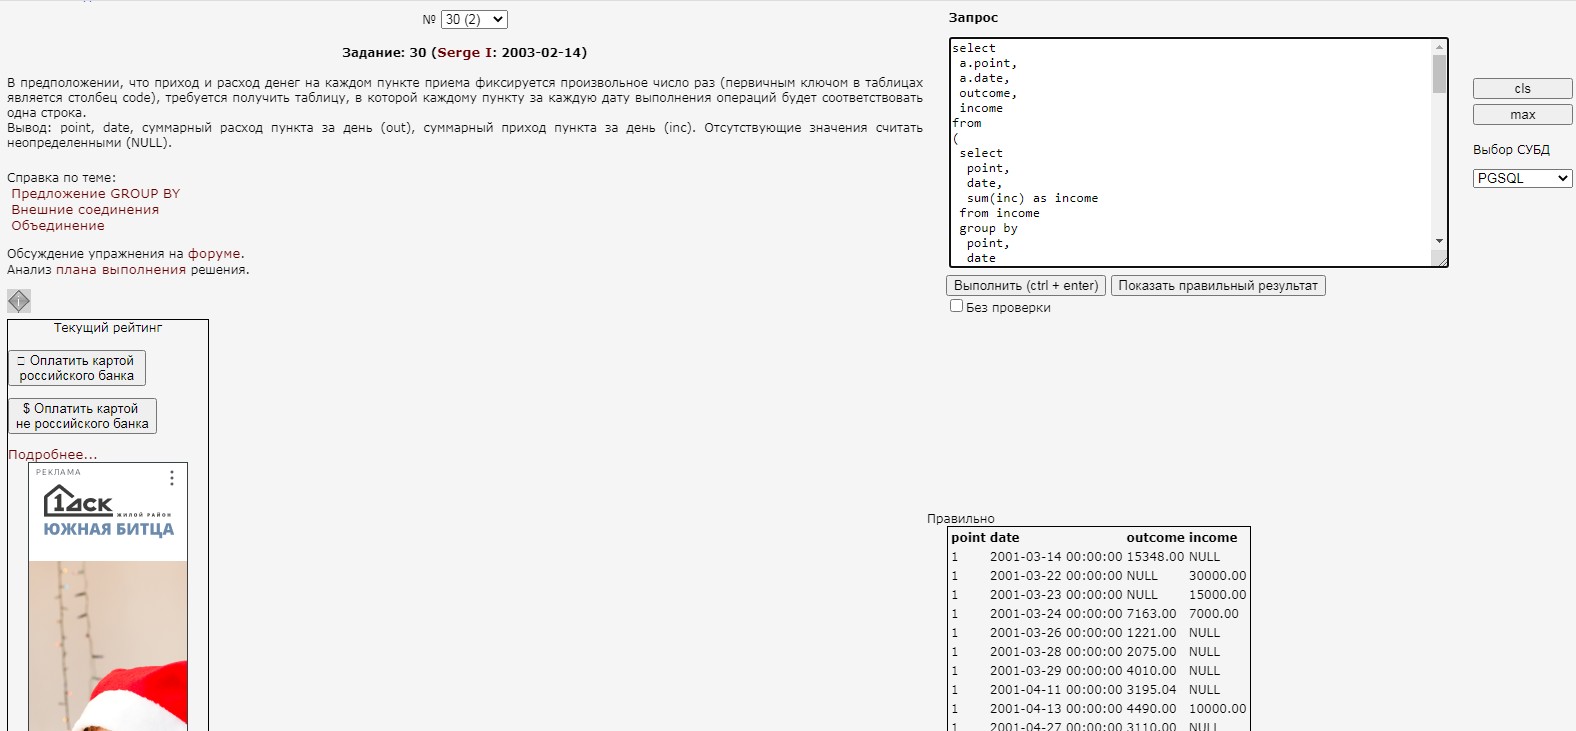 № 30 (2)
Задание: 30 (Serge I: 2003-02-14)
В предположении, что приход и расход денег на каждом пункте приема фиксируется произвольное число раз (первичным ключом в таблицах
является столбец code), требуется получить таблицу, в которой каждому пункту за каждую дату выполнения операций будет соответствовать
одна строка.
Вывод: point, date, суммарный расход пункта за день (out), суммарный приход пункта за день (inc). Отсутствующие значения считать
неопределенными (NULL).
Справка по теме:
Предложение GROUP BY
Внешние соединения
Объединение
Обсуждение упражнения на форуме.
Анализ плана выполнения решения.
Текущий рейтинг
Оплатить картой
российского банка
$ Оплатить картой
не российского банка
Подробнее...
РЕКЛАМА
1ДСК
ЖИЛОЙ РАЙОН
ЮЖНАЯ БИТЦА
Запрос
select
a.point,
a.date,
outcome,
income
from
(
select
point,
date,
sum(inc) as income
from income
group by
point,
date
cls
max
Выбор СУБД
PGSQL
Выполнить (ctrl + enter) Показать правильный результат
Без проверки
Правильно
point date outcome income
1 2001-03-14 00:00:00 15348.00 NULL
1 2001-03-22 00:00:00 NULL 30000.00
1 2001-03-23 00:00:00 NULL 15000.00
1 2001-03-24 00:00:00 7163.00 7000.00
1 2001-03-26 00:00:00 1221.00 NULL
1 2001-03-28 00:00:00 2075.00 NULL
1 2001-03-29 00:00:00 4010.00 NULL
1 2001-04-11 00:00:00 3195.04 NULL
1 2001-04-13 00:00:00 4490.00 10000.00
1 2001-04-27 00:00:00 3110.00 NULL